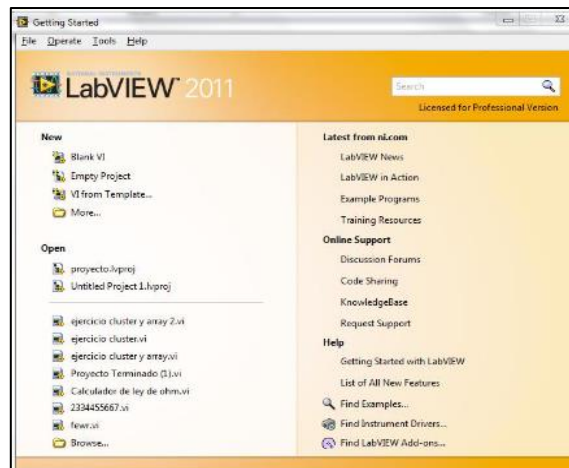 Getting Started
File Operate Tools Help
NATIONAL INSTRUMENTS
LabVIEW™ 2011
Search
Licensed for Professional Version
New
Blank VI
Empty Project
VI from Template...
More...
Open
proyecto.lvproj
Untitled Project 1.lvproj
ejercicio cluster y array 2.vi
ejercicio cluster.vi
ejercicio cluster y array.vi
Proyecto Terminado (1).vi
Calculador de ley de ohm.vi
2334455667.vi
fewr.vi
Browse...
Latest from ni.com
LabVIEW News
LabVIEW in Action
Example Programs
Training Resources
Online Support
Discussion Forums
Code Sharing
KnowledgeBase
Request Support
Help
Getting Started with LabVIEW
List of All New Features
Find Examples...
Find Instrument Drivers...
Find LabVIEW Add-ons...